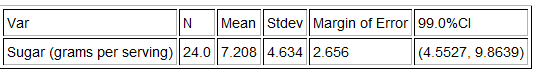 Var N Mean Stdev Margin of Error 99.0%CI
Sugar (grams per serving) 24.0 7.208 4.634 2.656 (4.5527, 9.8639)